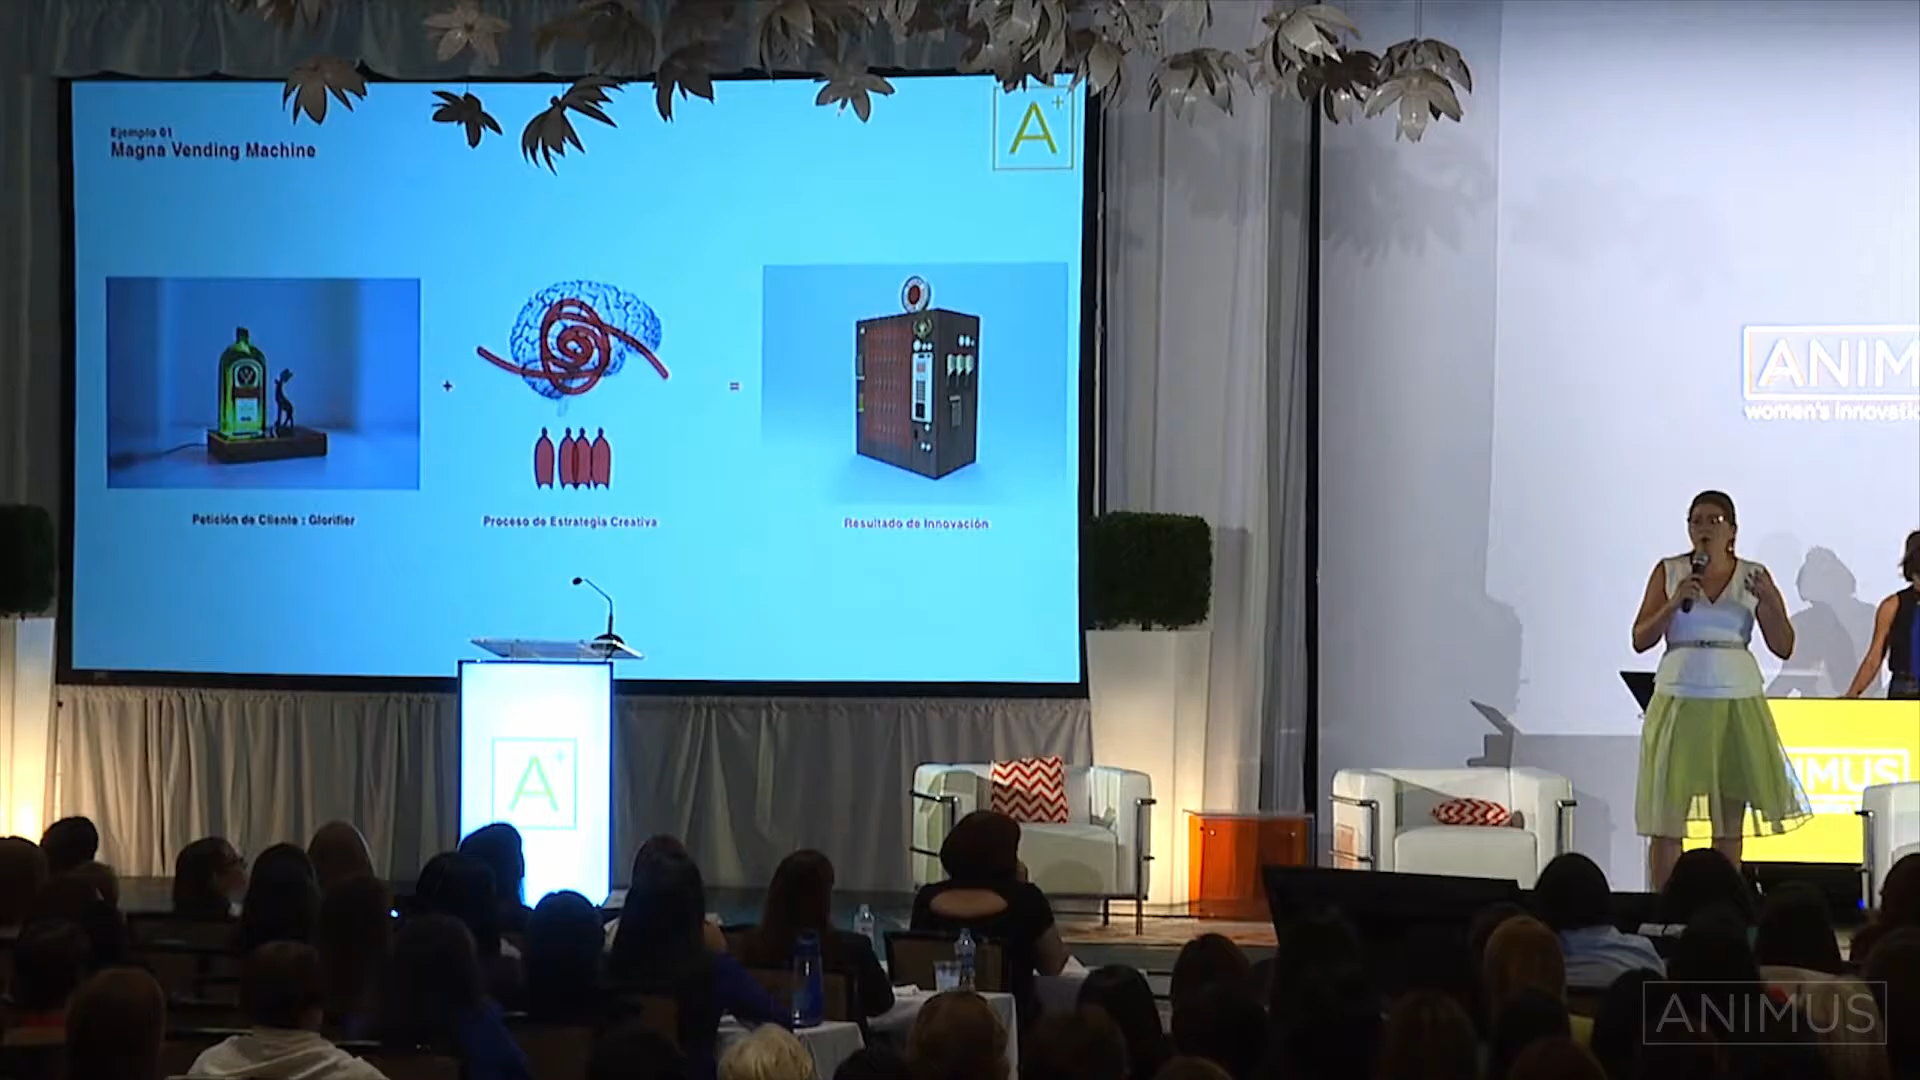 Ejemplo 01
Magna Vending Machine
A+
+
=
Petición de Cliente : Glorifier
Proceso de Estrategia Creativa
Resultado de Innovación
ANIM
women's innovatio
A+
IMUS
ANIMUS